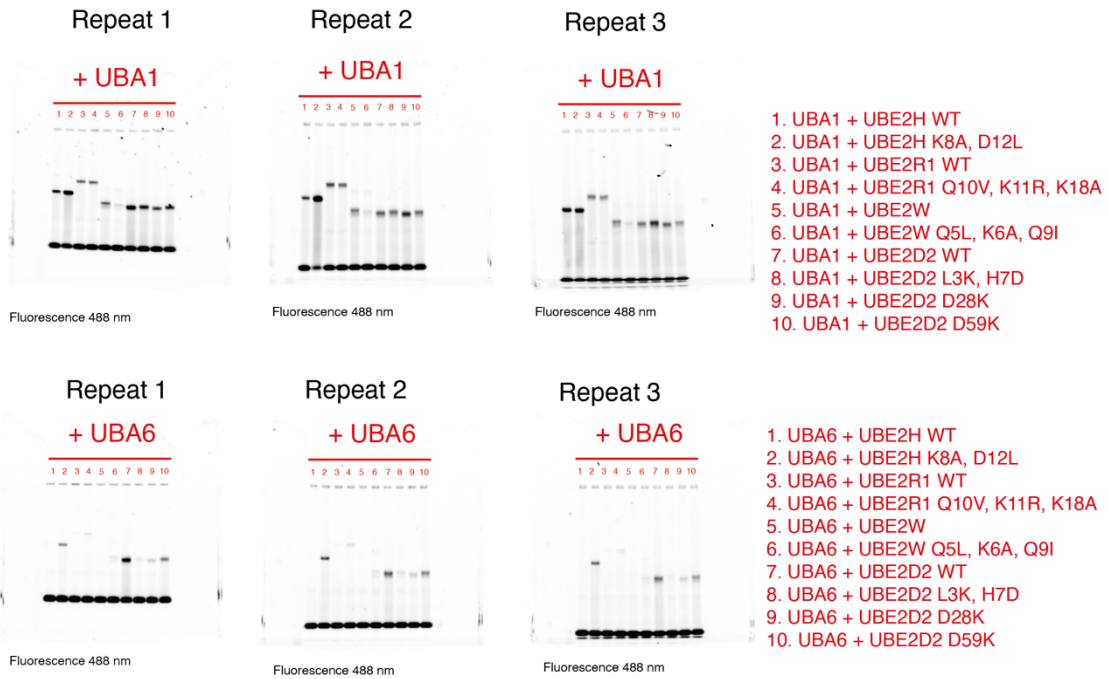 Repeat 1
Repeat 2
Repeat 3
+ UBA1
+ UBA1
+ UBA1
1 2 3 4 5 6 7 8 9 10
1 2 3 4 5 6 7 8 9 10
1 2 3 4 5 6 7 8 9 10
Fluorescence 488 nm
Fluorescence 488 nm
Fluorescence 488 nm
1. UBA1 + UBE2H WT
2. UBA1 + UBE2H K8A, D12L
3. UBA1 + UBE2R1 WT
4. UBA1 + UBE2R1 Q10V, K11R, K18A
5. UBA1 + UBE2W
6. UBA1 + UBE2W Q5L, K6A, Q9I
7. UBA1 + UBE2D2 WT
8. UBA1 + UBE2D2 L3K, H7D
9. UBA1 + UBE2D2 D28K
10. UBA1 + UBE2D2 D59K
Repeat 1
Repeat 2
Repeat 3
+ UBA6
+ UBA6
+ UBA6
1 2 3 4 5 6 7 8 9 10
1 2 3 4 5 6 7 8 9 10
1 2 3 4 5 6 7 8 9 10
Fluorescence 488 nm
Fluorescence 488 nm
Fluorescence 488 nm
1. UBA6 + UBE2H WT
2. UBA6 + UBE2H K8A, D12L
3. UBA6 + UBE2R1 WT
4. UBA6 + UBE2R1 Q10V, K11R, K18A
5. UBA6 + UBE2W
6. UBA6 + UBE2W Q5L, K6A, Q9I
7. UBA6 + UBE2D2 WT
8. UBA6 + UBE2D2 L3K, H7D
9. UBA6 + UBE2D2 D28K
10. UBA6 + UBE2D2 D59K